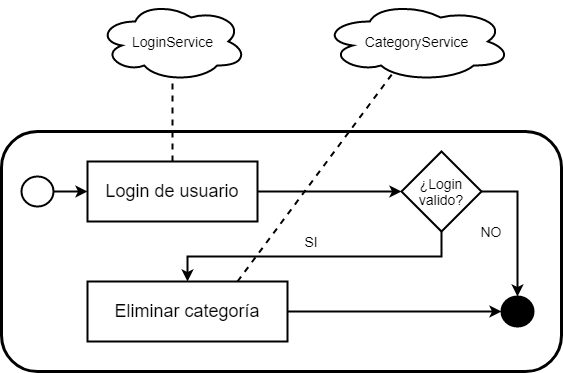 LoginService
CategoryService
Login de usuario
¿Login
valido?
SI
NO
Eliminar categoría